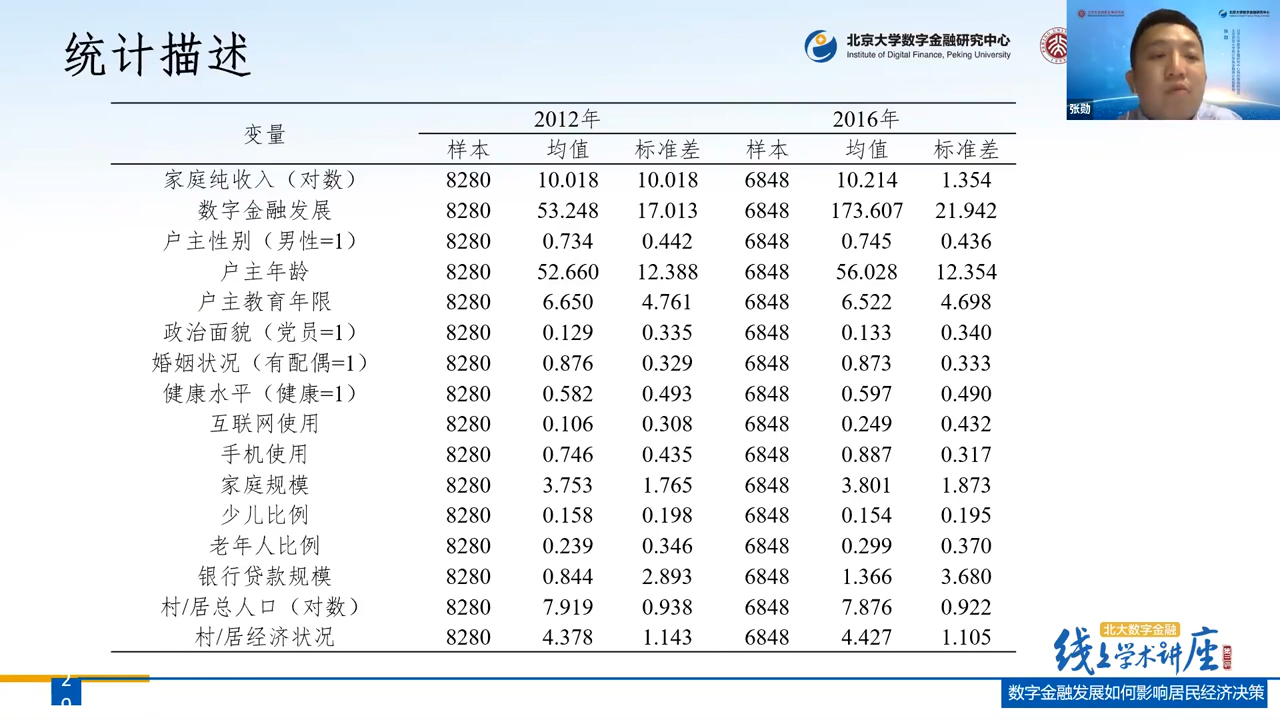 统计描述
北京大学数字金融研究中心
Institute of Digital Finance, Peking University
张勋
变量 2012年 2016年
样本 均值 标准差 样本 均值 标准差
家庭纯收入（对数） 8280 10.018 10.018 6848 10.214 1.354
数字金融发展 8280 53.248 17.013 6848 173.607 21.942
户主性别（男性=1） 8280 0.734 0.442 6848 0.745 0.436
户主年龄 8280 52.660 12.388 6848 56.028 12.354
户主教育年限 8280 6.650 4.761 6848 6.522 4.698
政治面貌（党员=1） 8280 0.129 0.335 6848 0.133 0.340
婚姻状况（有配偶=1） 8280 0.876 0.329 6848 0.873 0.333
健康水平（健康=1） 8280 0.582 0.493 6848 0.597 0.490
互联网使用 8280 0.106 0.308 6848 0.249 0.432
手机使用 8280 0.746 0.435 6848 0.887 0.317
家庭规模 8280 3.753 1.765 6848 3.801 1.873
少儿比例 8280 0.158 0.198 6848 0.154 0.195
老年人比例 8280 0.239 0.346 6848 0.299 0.370
银行贷款规模 8280 0.844 2.893 6848 1.366 3.680
村/居总人口（对数） 8280 7.919 0.938 6848 7.876 0.922
村/居经济状况 8280 4.378 1.143 6848 4.427 1.105
北大数字金融
线上学术讲座
数字金融发展如何影响居民经济决策